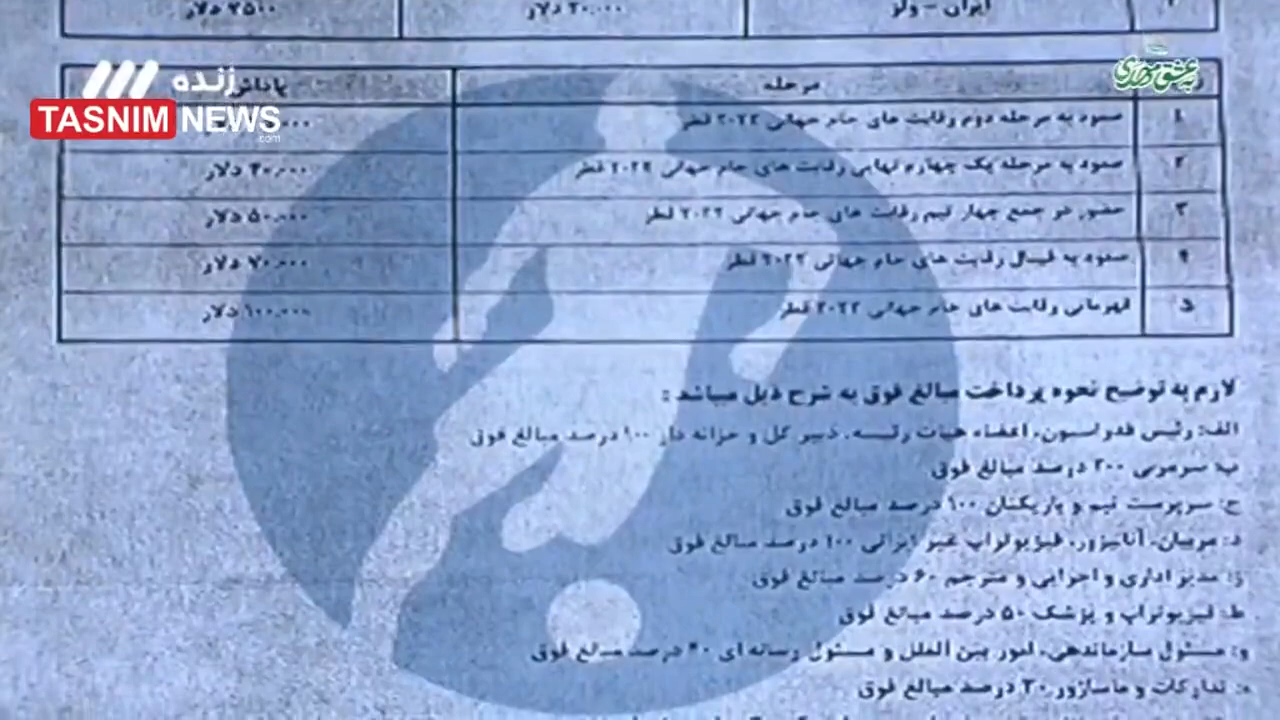 ایران - ولز ۲۰,۰۰۰ دلار ۷۵۰۰ دلار
زنده
TASNIM NEWS
.com
مرحله پاداش
۱ صعود به مرحله دوم رقابت های جام جهانی ۲۰۲۲ قطر
۲ صعود به مرحله یک چهارم نهایی رقابت های جام جهانی ۲۰۲۲ قطر ۴۰,۰۰۰ دلار
۳ حضور در جمع چهار تیم رقابت های جام جهانی ۲۰۲۲ قطر ۵۰,۰۰۰ دلار
۴ صعود به فینال رقابت های جام جهانی ۲۰۲۲ قطر ۷۰,۰۰۰ دلار
۵ قهرمانی رقابت های جام جهانی ۲۰۲۲ قطر ۱۰۰,۰۰۰ دلار
لازم به توضیح نحوه پرداخت مبالغ فوق به شرح ذیل میباشد :
الف: رئیس فدراسیون، اعضاء هیات رئیسه، دبیر کل و خزانه دار ۱۰۰ درصد مبالغ فوق
ب: سرمربی ۲۰۰ درصد مبالغ فوق
ج: سرپرست تیم و بازیکنان ۱۰۰ درصد مبالغ فوق
د: مربیان، آنالیزور، فیزیوتراپ غیر ایرانی ۱۰۰ درصد مبالغ فوق
ز: مدیر اداری و اجرایی و مترجم ۶۰ درصد مبالغ فوق
ط: فیزیوتراپ و پزشک ۵۰ درصد مبالغ فوق
و: مسئول سازماندهی، امور بین الملل و مسئول رسانه ای ۴۰ درصد مبالغ فوق
ه: تدارکات و ماساژور ۳۰ درصد مبالغ فوق